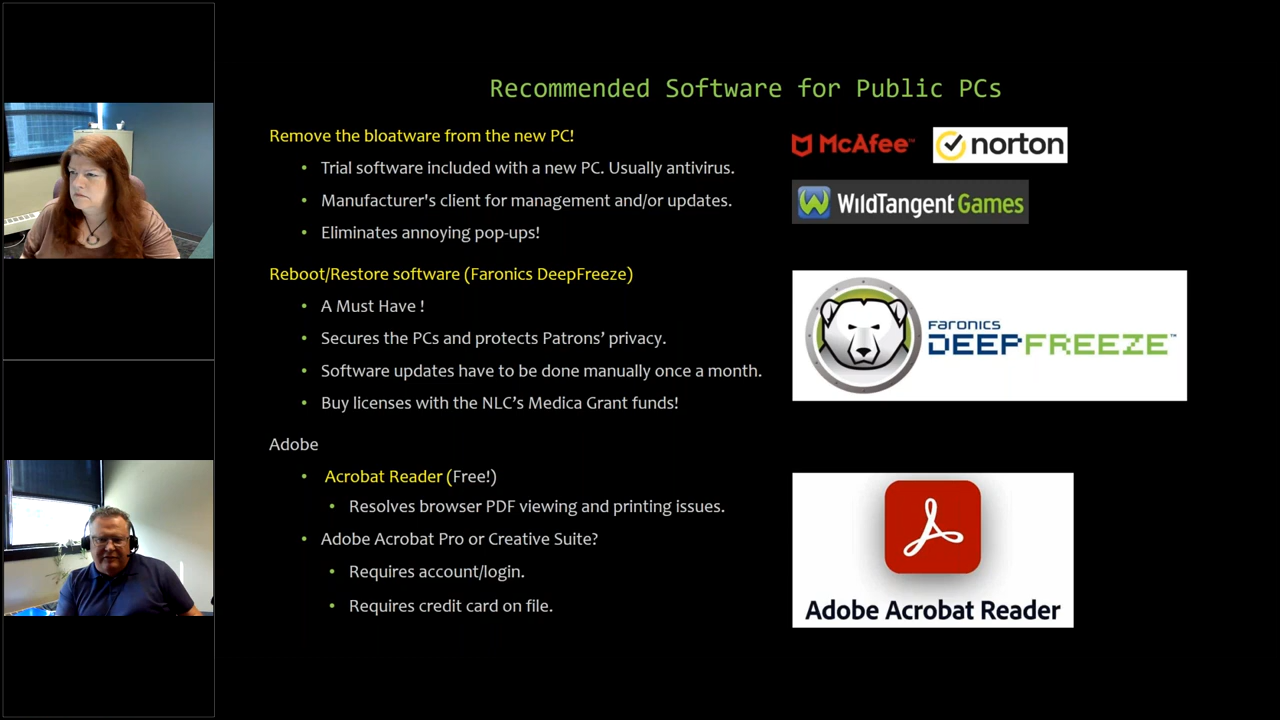 Recommended Software for Public PCs
Remove the bloatware from the new PC!
• Trial software included with a new PC. Usually antivirus.
• Manufacturer's client for management and/or updates.
• Eliminates annoying pop-ups!
McAfee™
norton
WildTangent Games
Reboot/Restore software (Faronics DeepFreeze)
• A Must Have !
• Secures the PCs and protects Patrons’ privacy.
• Software updates have to be done manually once a month.
• Buy licenses with the NLC’s Medica Grant funds!
FARONICS
DEEPFREEZE™
Adobe
• Acrobat Reader (Free!)
• Resolves browser PDF viewing and printing issues.
• Adobe Acrobat Pro or Creative Suite?
• Requires account/login.
• Requires credit card on file.
Adobe Acrobat Reader